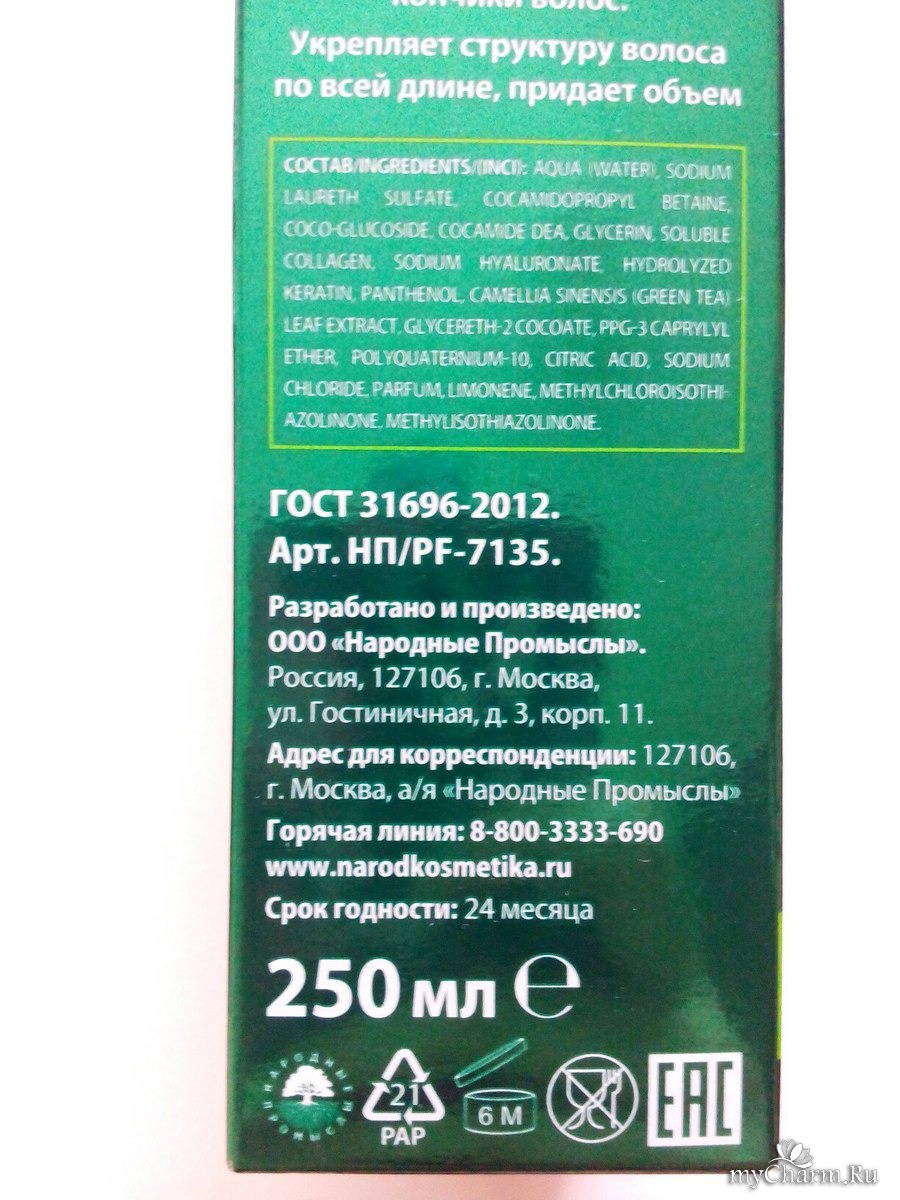 кончики волос.
Укрепляет структуру волоса
по всей длине, придает объем
СОСТАВ/INGREDIENTS/(INCI): AQUA (WATER), SODIUM
LAURETH SULFATE, COCAMIDOPROPYL BETAINE,
COCO-GLUCOSIDE, COCAMIDE DEA, GLYCERIN, SOLUBLE
COLLAGEN, SODIUM HYALURONATE, HYDROLYZED
KERATIN, PANTHENOL, CAMELLIA SINENSIS (GREEN TEA)
LEAF EXTRACT, GLYCERETH-2 COCOATE, PPG-3 CAPRYLYL
ETHER, POLYQUATERNIUM-10, CITRIC ACID, SODIUM
CHLORIDE, PARFUM, LIMONENE, METHYLCHLOROISOTHI-
AZOLINONE, METHYLISOTHIAZOLINONE.
ГОСТ 31696-2012.
Арт. НП/PF-7135.
Разработано и произведено:
ООО «Народные Промыслы».
Россия, 127106, г. Москва,
ул. Гостиничная, д. 3, корп. 11.
Адрес для корреспонденции: 127106,
г. Москва, а/я «Народные Промыслы»
Горячая линия: 8-800-3333-690
www.narodkosmetika.ru
Срок годности: 24 месяца
250 мл ℮
НАРОДНЫЕ ПРОМЫСЛЫ
21
PAP
6 M
EAC
myCharm.Ru